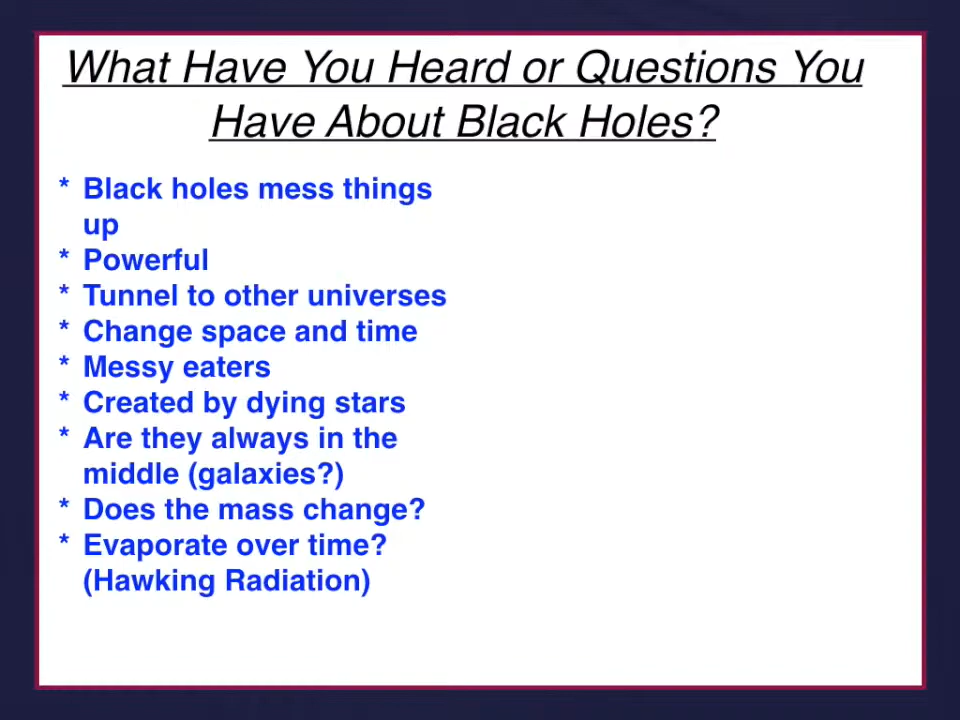 What Have You Heard or Questions You
Have About Black Holes?
* Black holes mess things
up
* Powerful
* Tunnel to other universes
* Change space and time
* Messy eaters
* Created by dying stars
* Are they always in the
middle (galaxies?)
* Does the mass change?
* Evaporate over time?
(Hawking Radiation)